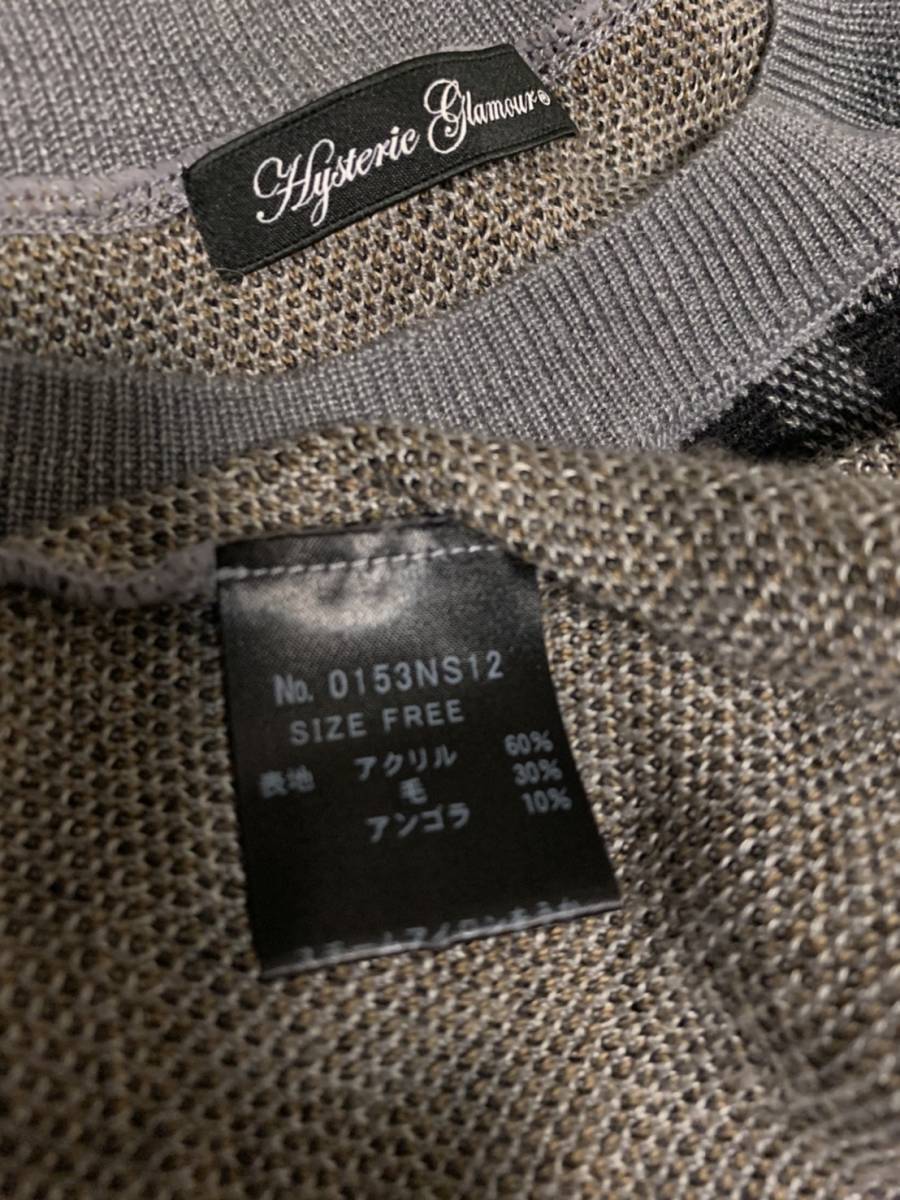 Hysteric Glamour®
No. 0153NS12
SIZE FREE
表地 アクリル 60%
毛 30%
アンゴラ 10%